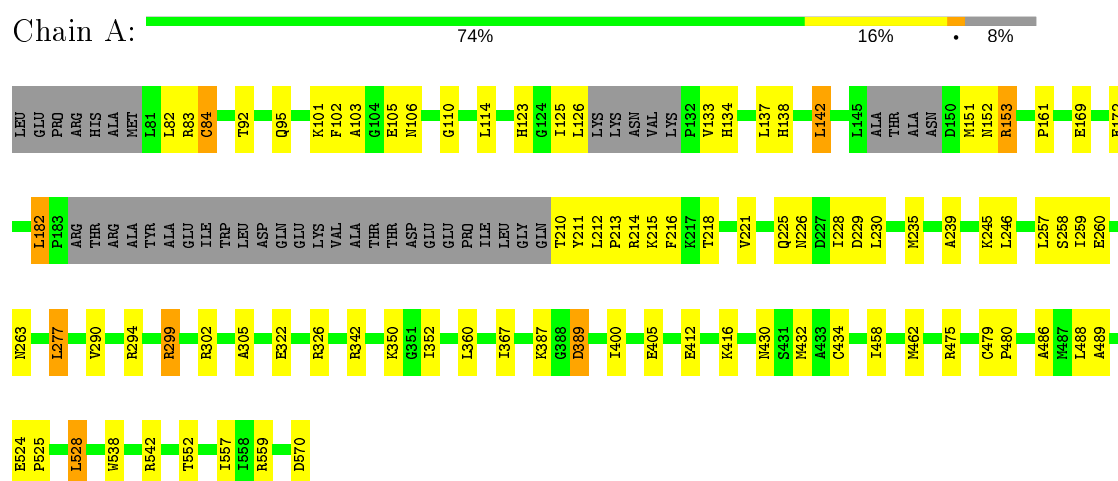 Chain A:
74% 16% • 8%
LEU GLU PRO ARG HIS ALA MET L81 L82 R83 C84 T92 Q95 K101 F102 A103 G104 E105 N106 G110 L114 H123 G124 I125 L126 LYS LYS ASN VAL LYS P132 V133 H134 L137 H138 L142 L145 ALA THR ALA ASN D150 M151 N152 R153 P161 E169
L182 P183 ARG THR ARG ALA TYR ALA GLU ILE TRP LEU ASP GLN GLU LYS VAL ALA THR THR ASP GLU GLU PRO ILE LEU GLY GLN T210 Y211 L212 P213 R214 K215 F216 K217 T218 V221 Q225 N226 D227 I228 D229 L230 M235 A239 K245 L246 L257 S258 I259 E260
N263 L277 V290 R294 R299 R302 A305 E322 R326 R342 K350 G351 I352 L360 I367 K387 G388 D389 I400 E405 E412 K416 N430 S431 M432 A433 C434 I458 M462 R475 C479 P480 A486 M487 L488 A489
E524 P525 L528 W538 R542 T552 I557 I558 R559 D570